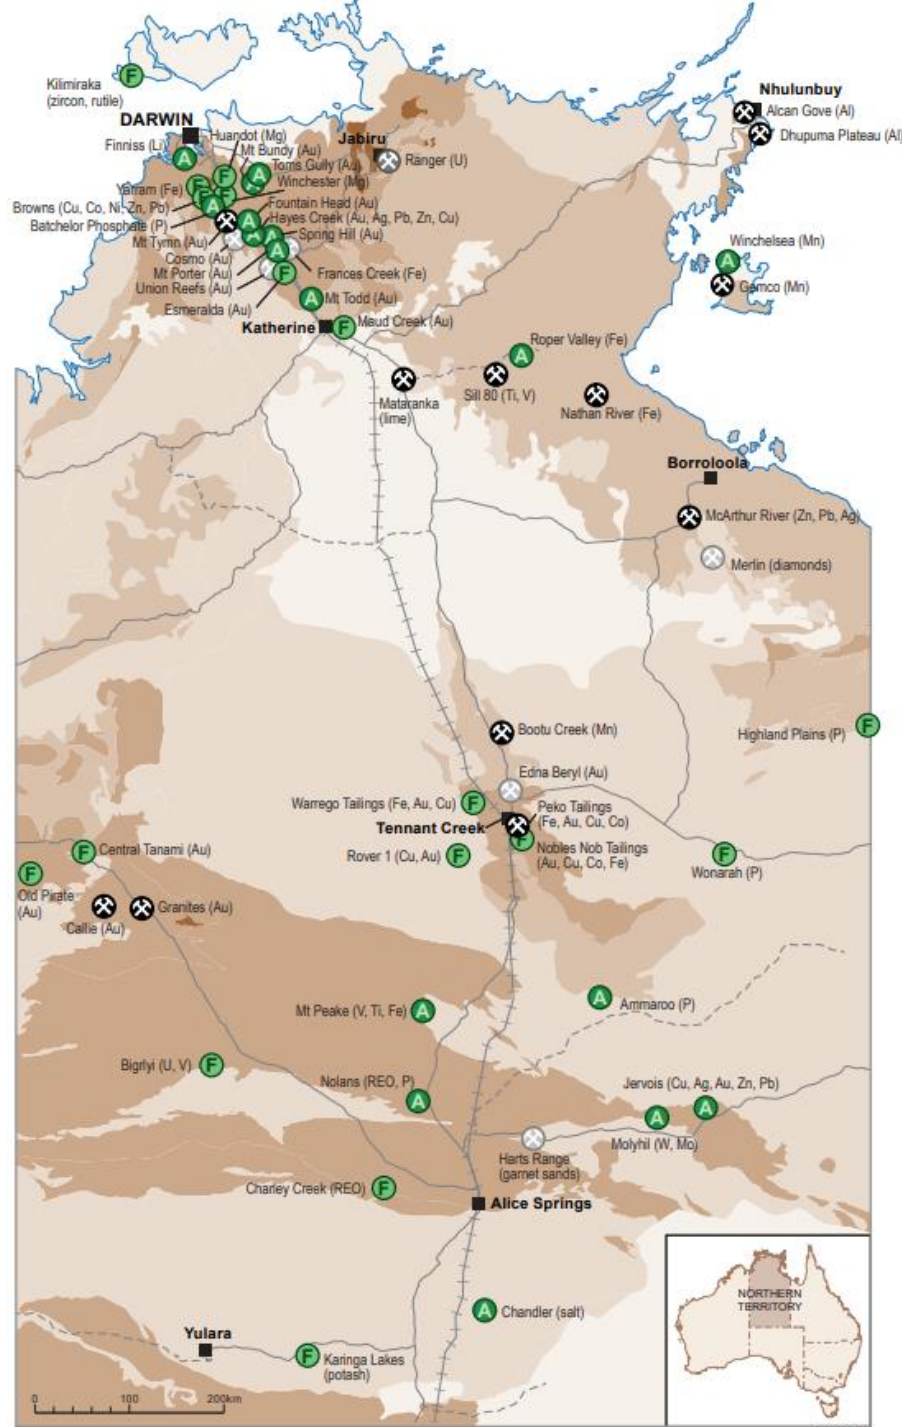 Kilimiraka
(zircon, rutile)
Nhulunbuy
Alcan Gove (Al)
Dhupuma Plateau (Al)
DARWIN
Huandot (Mg)
Finniss (Li)
Mt Bundy (Au)
Jabiru
Ranger (U)
Toms Gully (Au)
Winchester (Mg)
Yarram (Fe)
Fountain Head (Au)
Browns (Cu, Co, Ni, Zn, Pb)
Hayes Creek (Au, Ag, Pb, Zn, Cu)
Batchelor Phosphate (P)
Spring Hill (Au)
Mt Tymn (Au)
Cosmo (Au)
Mt Porter (Au)
Frances Creek (Fe)
Union Reefs (Au)
Esmeralda (Au)
Mt Todd (Au)
Winchelsea (Mn)
Gemco (Mn)
Katherine
Maud Creek (Au)
Roper Valley (Fe)
Mataranka
(lime)
Sill 80 (Ti, V)
Nathan River (Fe)
Borroloola
McArthur River (Zn, Pb, Ag)
Merlin (diamonds)
Bootu Creek (Mn)
Highland Plains (P)
Edna Beryl (Au)
Warrego Tailings (Fe, Au, Cu)
Peko Tailings
(Fe, Au, Cu, Co)
Tennant Creek
Nobles Nob Tailings
(Au, Cu, Co, Fe)
Rover 1 (Cu, Au)
Wonarah (P)
Central Tanami (Au)
Old Pirate
(Au)
Callie (Au)
Granites (Au)
Mt Peake (V, Ti, Fe)
Ammaroo (P)
Bigrlyi (U, V)
Nolans (REO, P)
Jervois (Cu, Ag, Au, Zn, Pb)
Molyhil (W, Mo)
Harts Range
(garnet sands)
Charley Creek (REO)
Alice Springs
Chandler (salt)
Yulara
Karinga Lakes
(potash)
0 100 200km
NORTHERN
TERRITORY